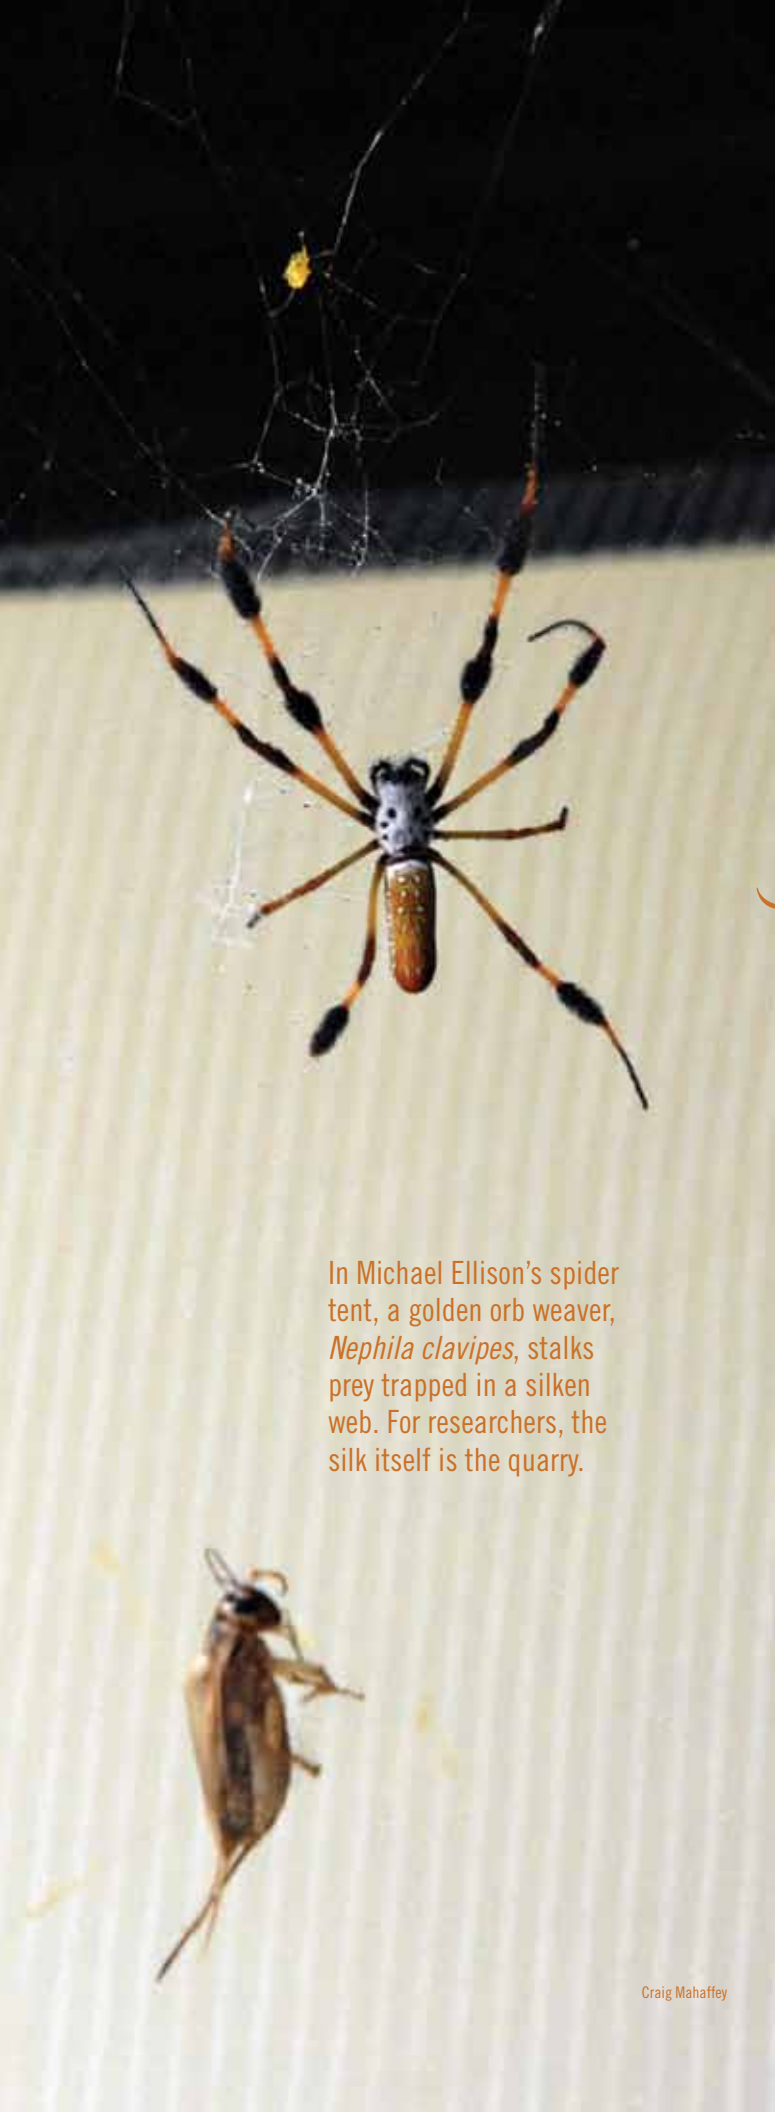 In Michael Ellison’s spider
tent, a golden orb weaver,
Nephila clavipes, stalks
prey trapped in a silken
web. For researchers, the
silk itself is the quarry.
Craig Mahaffey